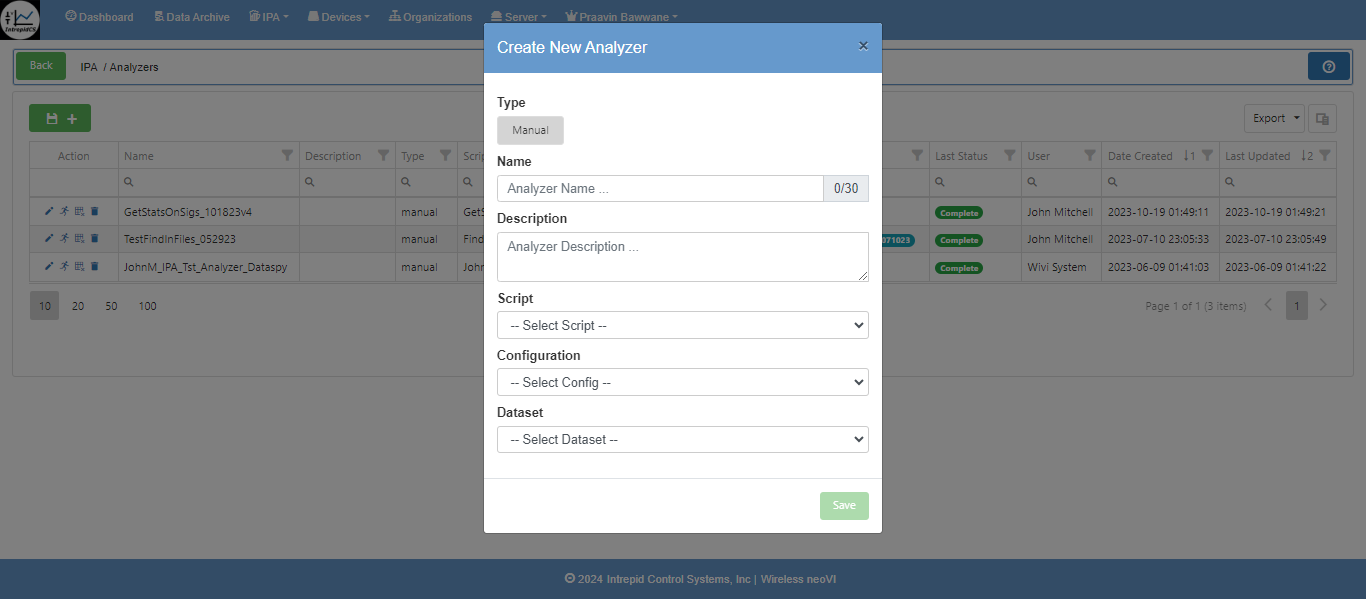 IntrepidCS
Dashboard Data Archive IPA Devices Organizations Server Praavin Bawwane
Create New Analyzer ×
Back IPA / Analyzers
Export
Action Name Description Type Scrip Last Status User Date Created 1 Last Updated 2
GetStatsOnSigs_101823v4 manual GetS Complete John Mitchell 2023-10-19 01:49:11 2023-10-19 01:49:21
TestFindInFiles_052923 manual Find 071023 Complete John Mitchell 2023-07-10 23:05:33 2023-07-10 23:05:49
JohnM_IPA_Tst_Analyzer_Dataspy manual John Complete Wivi System 2023-06-09 01:41:03 2023-06-09 01:41:22
10 20 50 100 Page 1 of 1 (3 items) 1
Type
Manual
Name
Analyzer Name ... 0/30
Description
Analyzer Description ...
Script
-- Select Script --
Configuration
-- Select Config --
Dataset
-- Select Dataset --
Save
© 2024 Intrepid Control Systems, Inc | Wireless neoVI